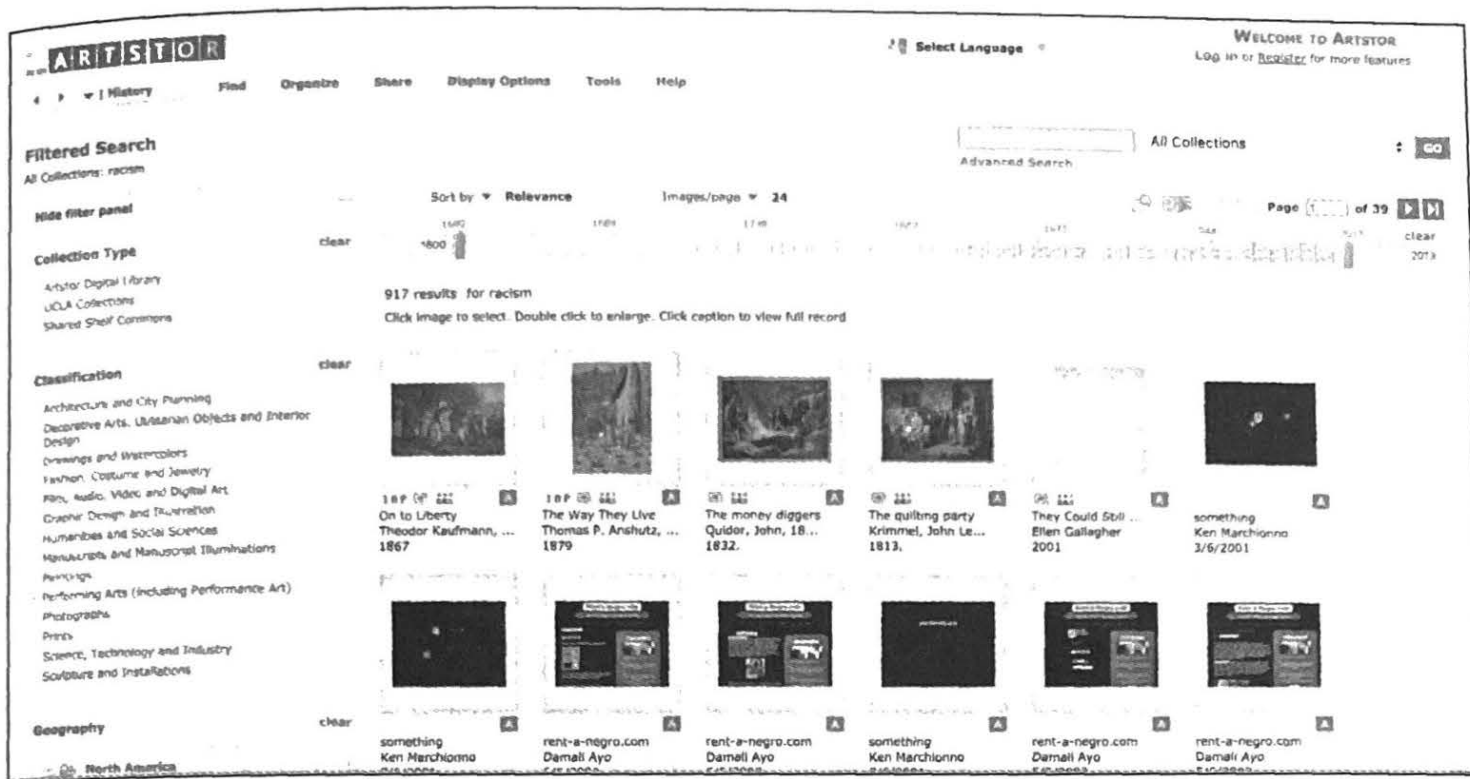 ARTSTOR
Select Language
WELCOME TO ARTSTOR
Log in or Register for more features
History Find Organize Share Display Options Tools Help
Filtered Search
All Collections: racism
All Collections GO
Advanced Search
Hide filter panel
Sort by Relevance Images/page 24
Page 1 of 39
Collection Type clear
1800
clear
2013
Artstor Digital Library
UCLA Collections
Shared Shelf Commons
917 results for racism
Click image to select. Double click to enlarge. Click caption to view full record
Classification clear
Architecture and City Planning
Decorative Arts, Utilitarian Objects and Interior
Design
Drawings and Watercolors
Fashion, Costume and Jewelry
Film, Audio, Video and Digital Art
Graphic Design and Illustration
Humanities and Social Sciences
Manuscripts and Manuscript Illuminations
Paintings
Performing Arts (including Performance Art)
Photographs
Prints
Science, Technology and Industry
Sculpture and Installations
On to Liberty
Theodor Kaufmann, ...
1867
The Way They Live
Thomas P. Anshutz, ...
1879
The money diggers
Quidor, John, 18...
1832.
The quilting party
Krimmel, John Le...
1813.
They Could Still ...
Ellen Gallagher
2001
something
Ken Marchionno
3/6/2001
Geography clear
North America
something
Ken Marchionno
rent-a-negro.com
Damali Ayo
rent-a-negro.com
Damali Ayo
something
Ken Marchionno
rent-a-negro.com
Damali Ayo
rent-a-negro.com
Damali Ayo